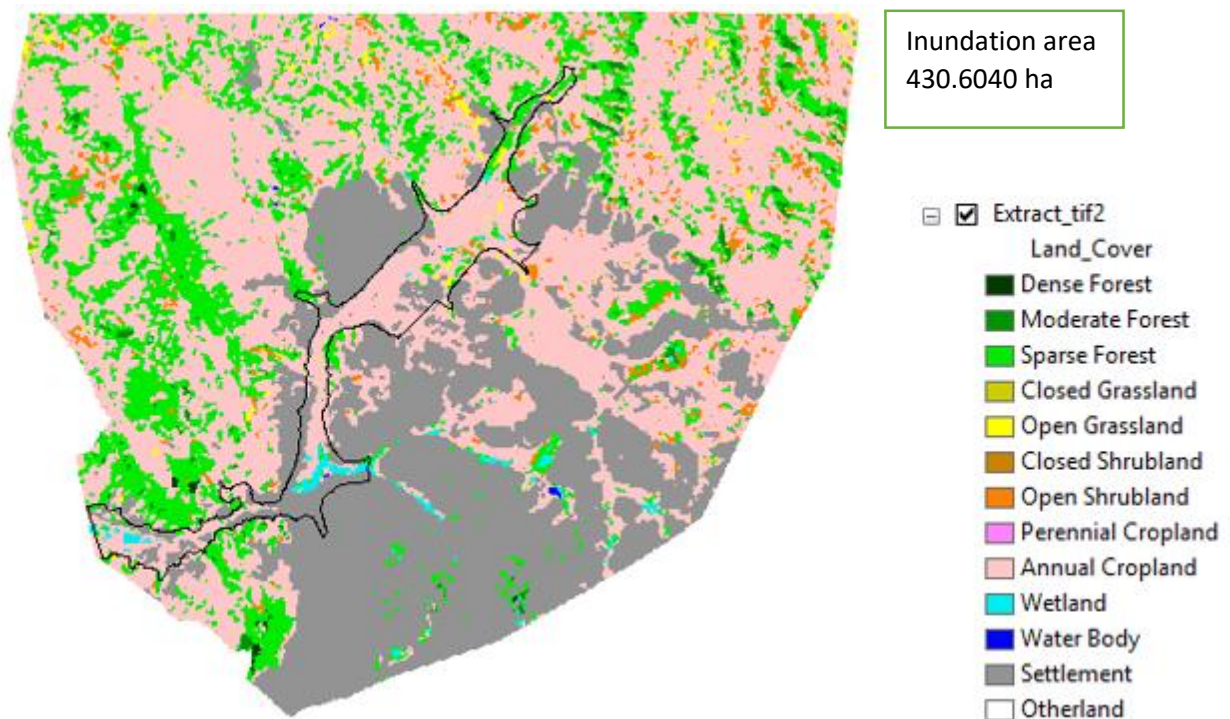 Inundation area
430.6040 ha
Extract_tif2
Land_Cover
Dense Forest
Moderate Forest
Sparse Forest
Closed Grassland
Open Grassland
Closed Shrubland
Open Shrubland
Perennial Cropland
Annual Cropland
Wetland
Water Body
Settlement
Otherland